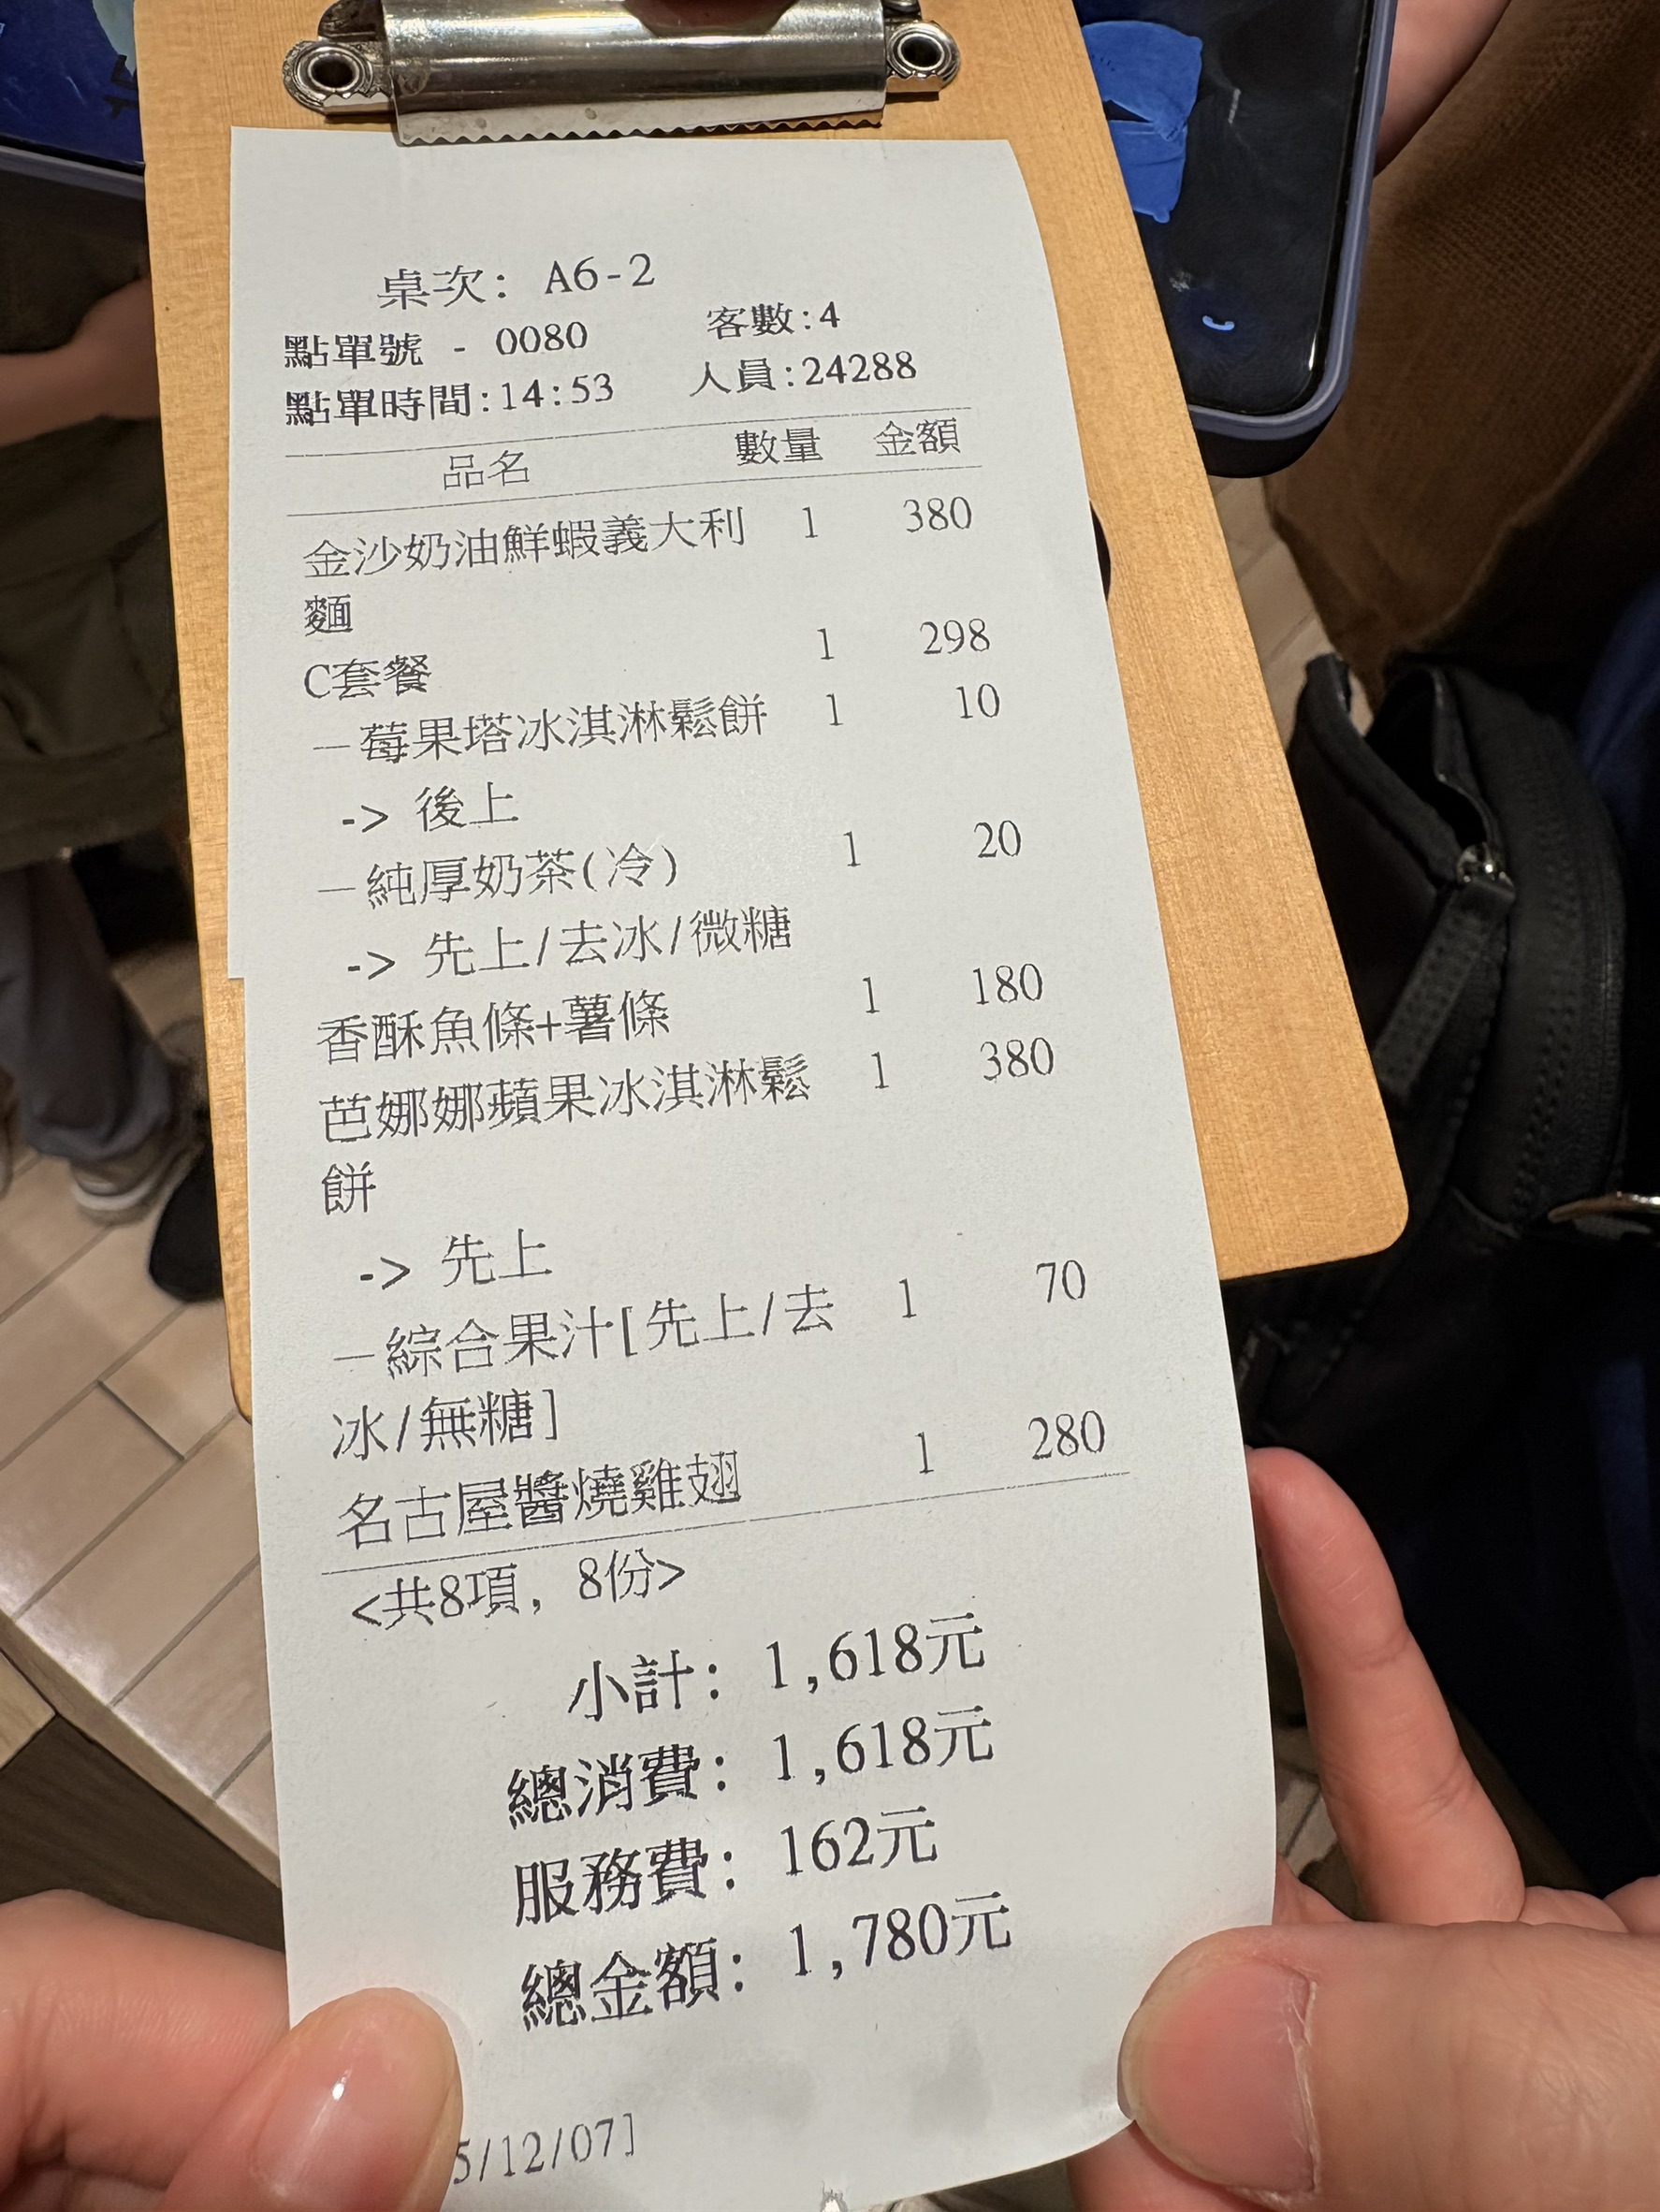 桌次: A6-2
點單號 - 0080 客數:4
點單時間:14:53 人員:24288
品名 數量 金額
金沙奶油鮮蝦義大利 1 380
麵
C套餐 1 298
－莓果塔冰淇淋鬆餅 1 10
-> 後上
－純厚奶茶(冷) 1 20
-> 先上/去冰/微糖
香酥魚條+薯條 1 180
芭娜娜蘋果冰淇淋鬆 1 380
餅
-> 先上
－綜合果汁[先上/去 1 70
冰/無糖]
名古屋醬燒雞翅 1 280
<共8項, 8份>
小計: 1,618元
總消費: 1,618元
服務費: 162元
總金額: 1,780元
5/12/07]